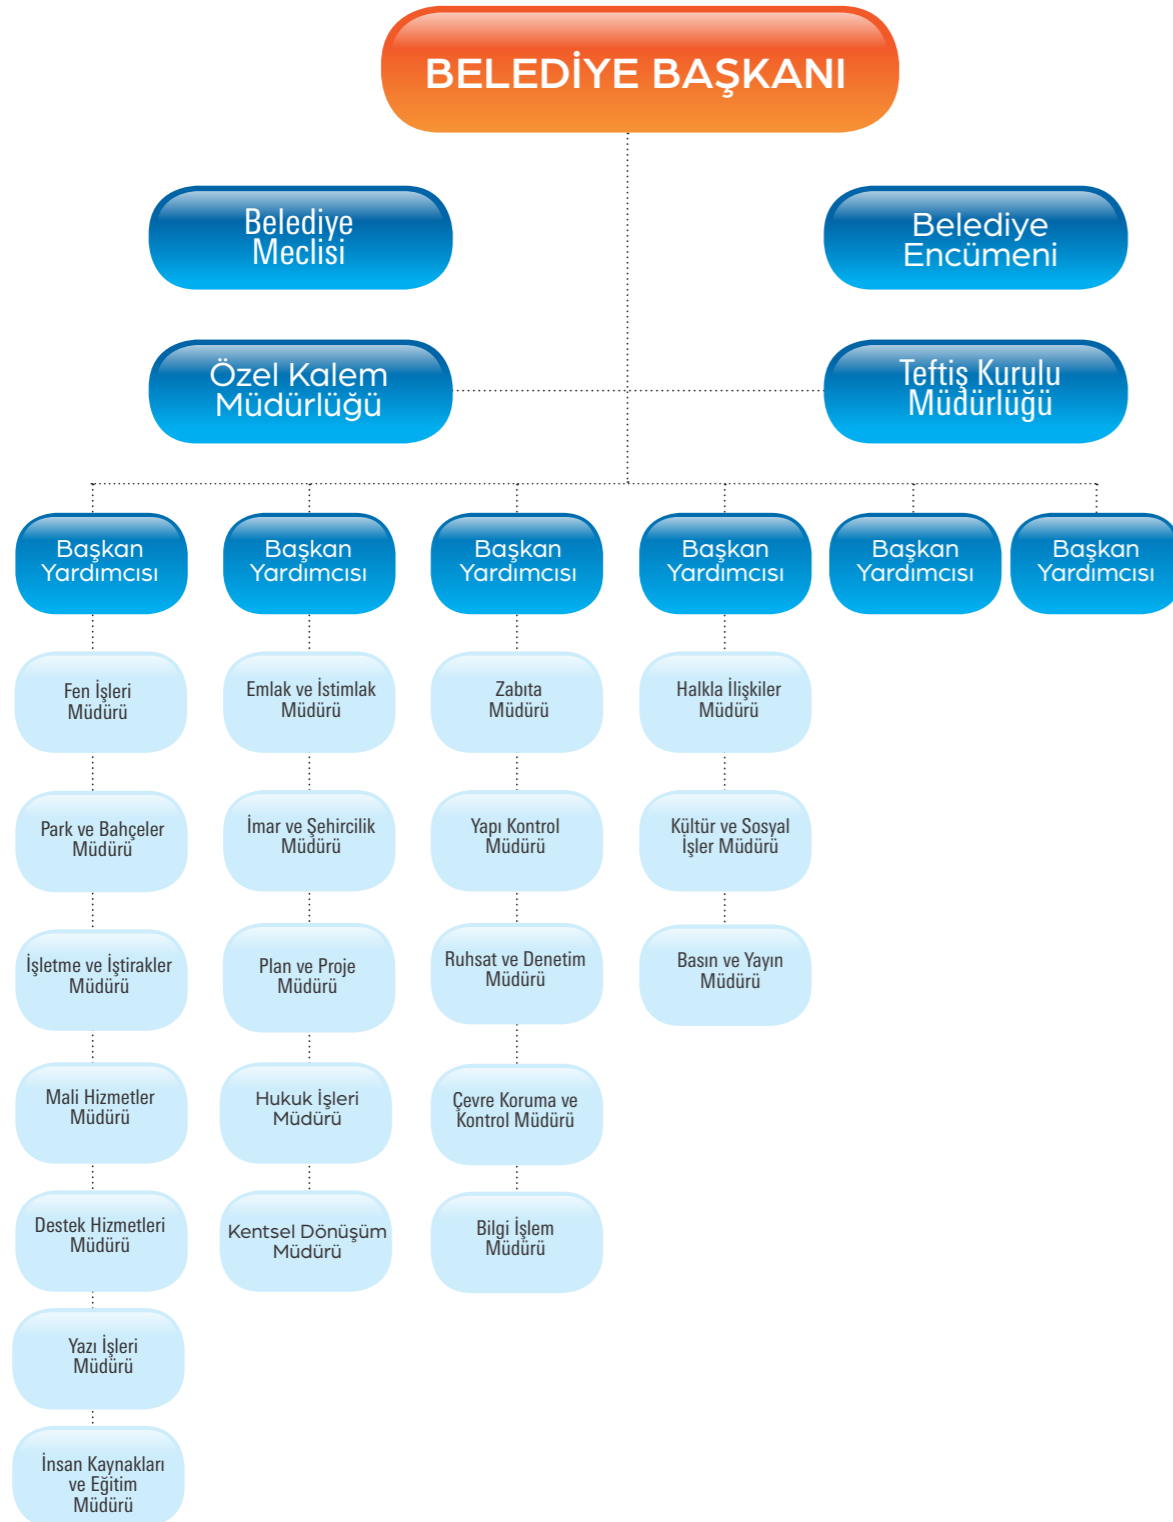 BELEDİYE BAŞKANI
Belediye
Meclisi
Belediye
Encümeni
Özel Kalem
Müdürlüğü
Teftiş Kurulu
Müdürlüğü
Başkan
Yardımcısı
Başkan
Yardımcısı
Başkan
Yardımcısı
Başkan
Yardımcısı
Başkan
Yardımcısı
Başkan
Yardımcısı
Fen İşleri
Müdürü
Emlak ve İstimlak
Müdürü
Zabıta
Müdürü
Halkla İlişkiler
Müdürü
Park ve Bahçeler
Müdürü
İmar ve Şehircilik
Müdürü
Yapı Kontrol
Müdürü
Kültür ve Sosyal
İşler Müdürü
İşletme ve İştirakler
Müdürü
Plan ve Proje
Müdürü
Ruhsat ve Denetim
Müdürü
Basın ve Yayın
Müdürü
Mali Hizmetler
Müdürü
Hukuk İşleri
Müdürü
Çevre Koruma ve
Kontrol Müdürü
Destek Hizmetleri
Müdürü
Kentsel Dönüşüm
Müdürü
Bilgi İşlem
Müdürü
Yazı İşleri
Müdürü
İnsan Kaynakları
ve Eğitim
Müdürü